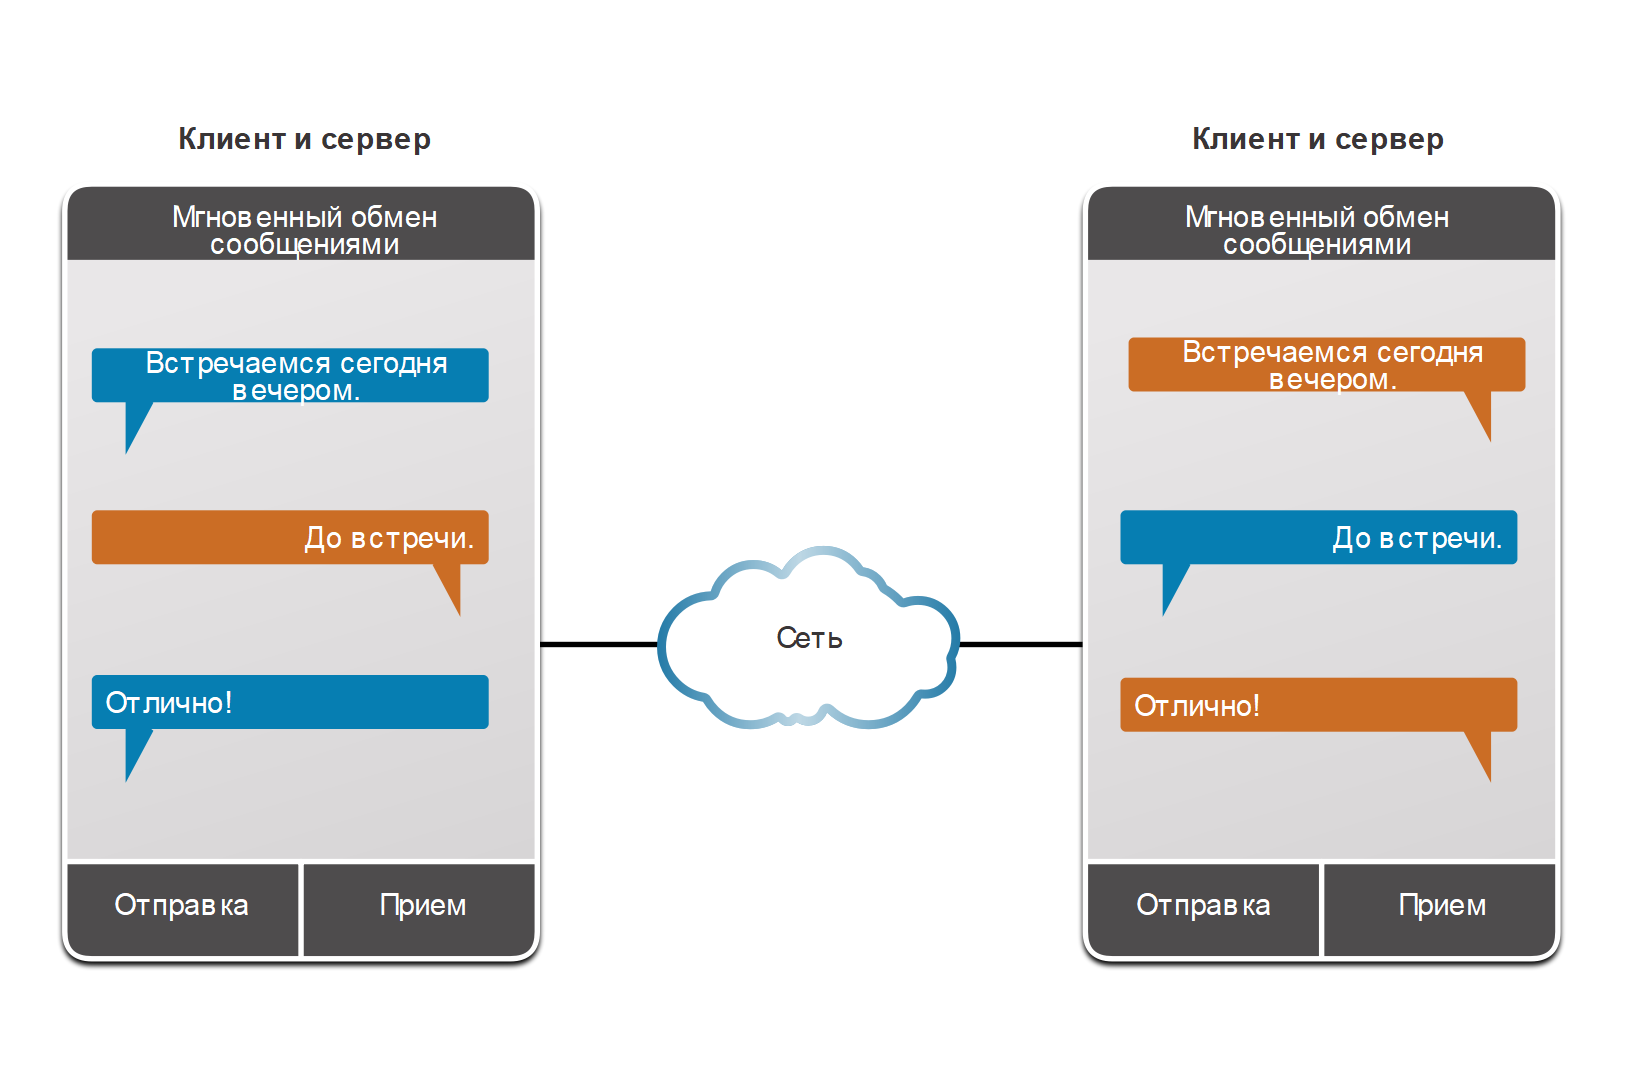 Клиент и сервер
Мгновенный обмен
сообщениями
Встречаемся сегодня
вечером.
До встречи.
Отлично!
Отправка
Прием
Сеть
Клиент и сервер
Мгновенный обмен
сообщениями
Встречаемся сегодня
вечером.
До встречи.
Отлично!
Отправка
Прием